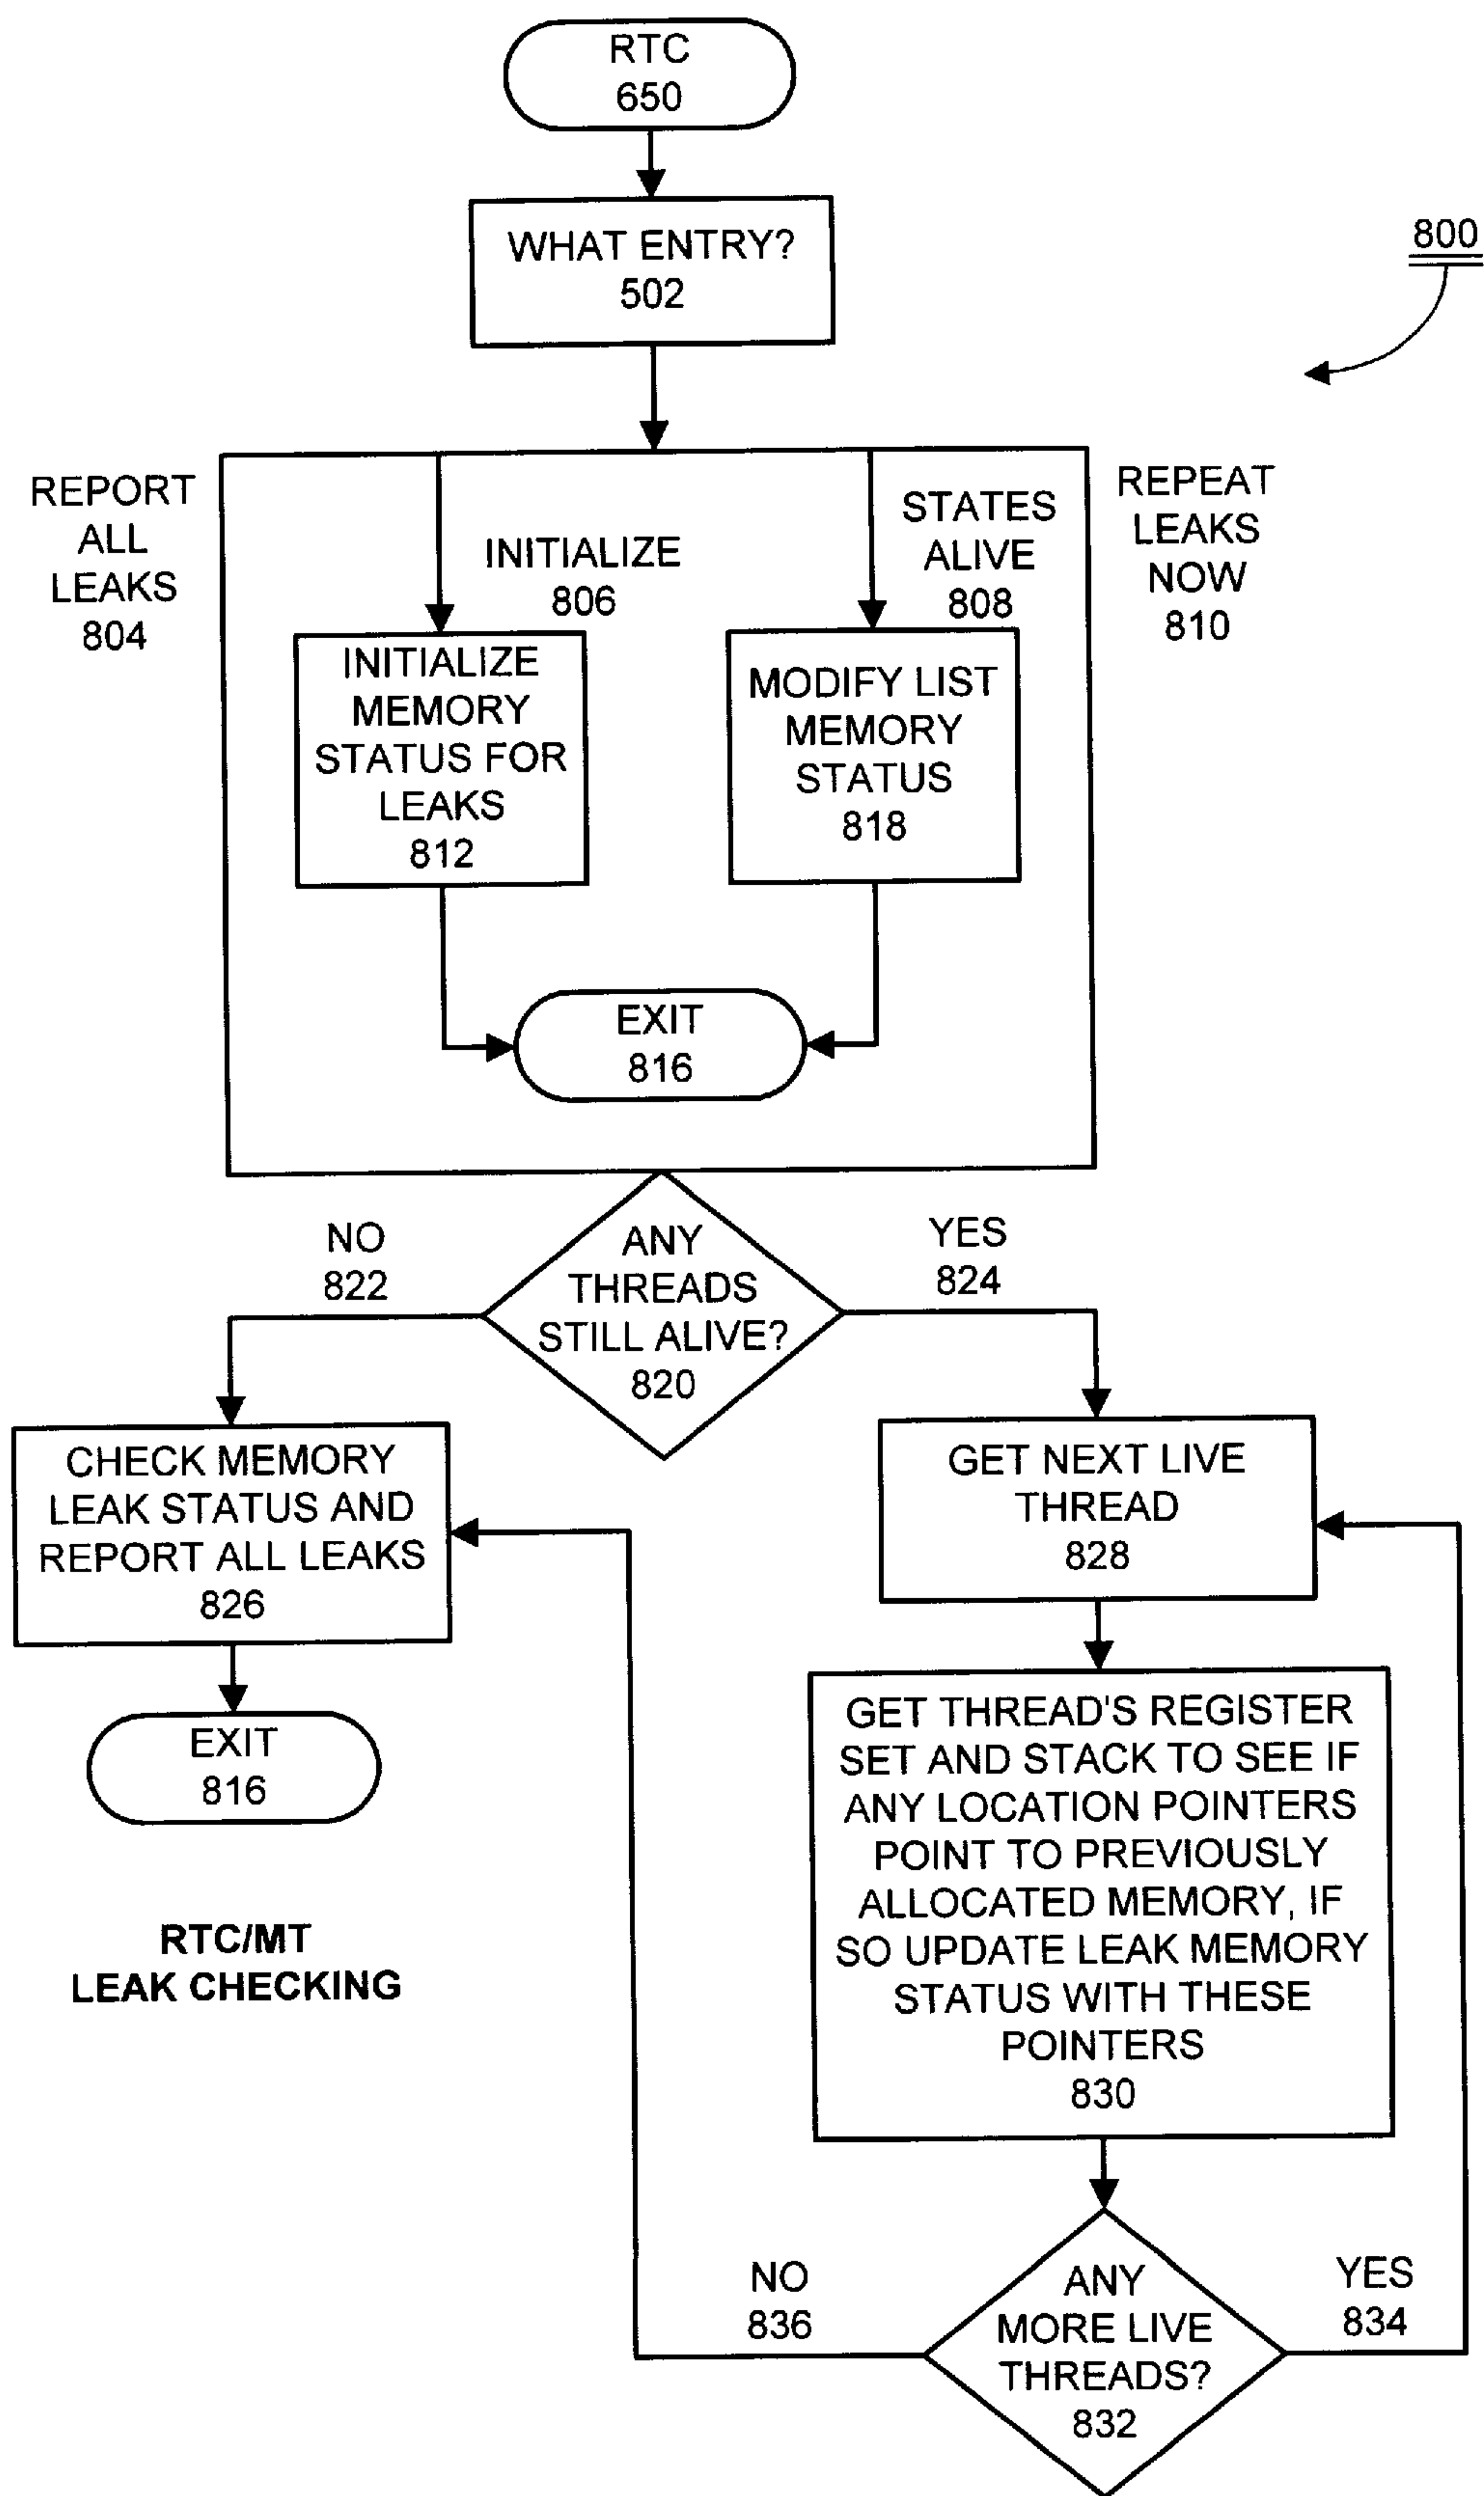 RTC
650
WHAT ENTRY?
502
800
REPORT
ALL
LEAKS
804
INITIALIZE
806
STATES
ALIVE
808
REPEAT
LEAKS
NOW
810
INITIALIZE
MEMORY
STATUS FOR
LEAKS
812
MODIFY LIST
MEMORY
STATUS
818
EXIT
816
NO
822
ANY
THREADS
STILL ALIVE?
820
YES
824
CHECK MEMORY
LEAK STATUS AND
REPORT ALL LEAKS
826
GET NEXT LIVE
THREAD
828
EXIT
816
GET THREAD'S REGISTER
SET AND STACK TO SEE IF
ANY LOCATION POINTERS
POINT TO PREVIOUSLY
ALLOCATED MEMORY, IF
SO UPDATE LEAK MEMORY
STATUS WITH THESE
POINTERS
830
RTC/MT
LEAK CHECKING
NO
836
ANY
MORE LIVE
THREADS?
832
YES
834